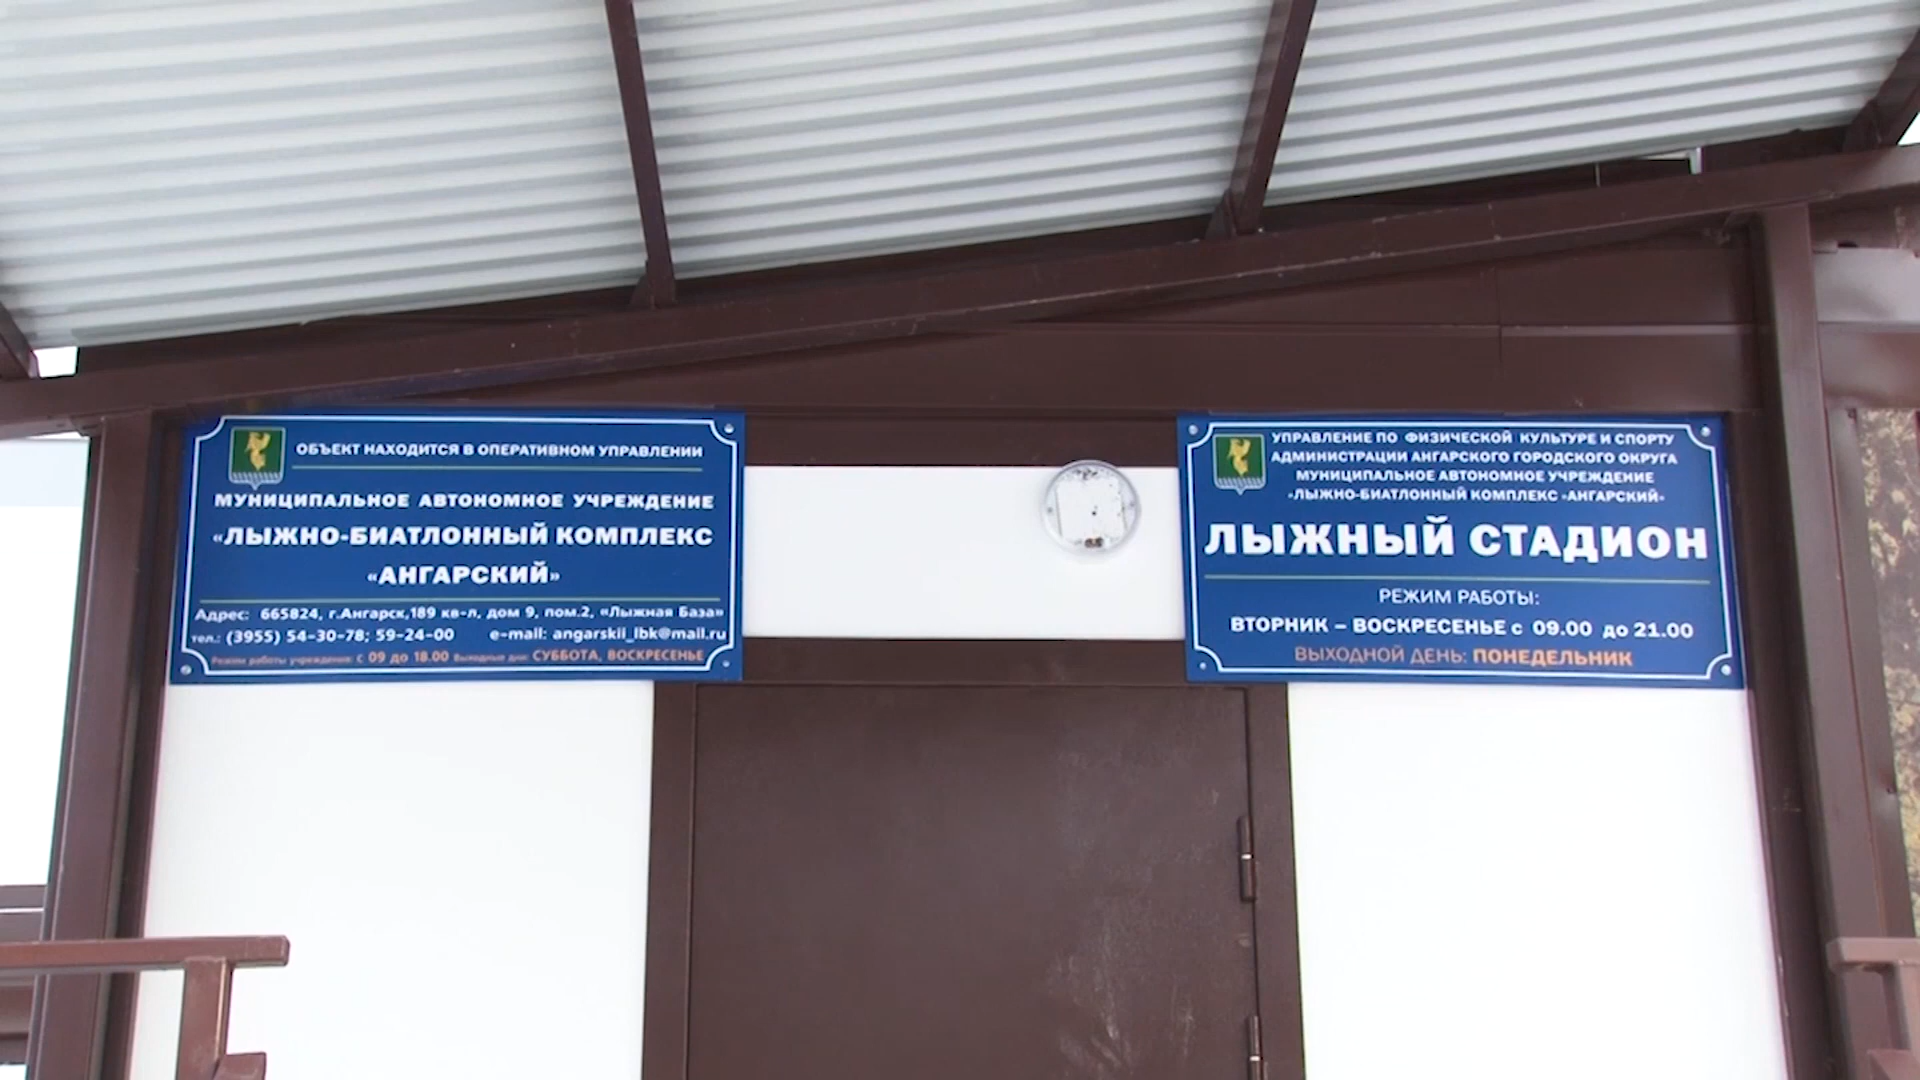 ОБЪЕКТ НАХОДИТСЯ В ОПЕРАТИВНОМ УПРАВЛЕНИИ
МУНИЦИПАЛЬНОЕ АВТОНОМНОЕ УЧРЕЖДЕНИЕ
«ЛЫЖНО-БИАТЛОННЫЙ КОМПЛЕКС
«АНГАРСКИЙ»
Адрес: 665824, г.Ангарск,189 кв-л, дом 9, пом.2, «Лыжная База»
тел.: (3955) 54-30-78; 59-24-00 e-mail: angarskii_lbk@mail.ru
Режим работы учреждения: с 09 до 18.00 Выходные дни: СУББОТА, ВОСКРЕСЕНЬЕ
УПРАВЛЕНИЕ ПО ФИЗИЧЕСКОЙ КУЛЬТУРЕ И СПОРТУ
АДМИНИСТРАЦИИ АНГАРСКОГО ГОРОДСКОГО ОКРУГА
МУНИЦИПАЛЬНОЕ АВТОНОМНОЕ УЧРЕЖДЕНИЕ
«ЛЫЖНО-БИАТЛОННЫЙ КОМПЛЕКС «АНГАРСКИЙ»
ЛЫЖНЫЙ СТАДИОН
РЕЖИМ РАБОТЫ:
ВТОРНИК – ВОСКРЕСЕНЬЕ с 09.00 до 21.00
ВЫХОДНОЙ ДЕНЬ: ПОНЕДЕЛЬНИК